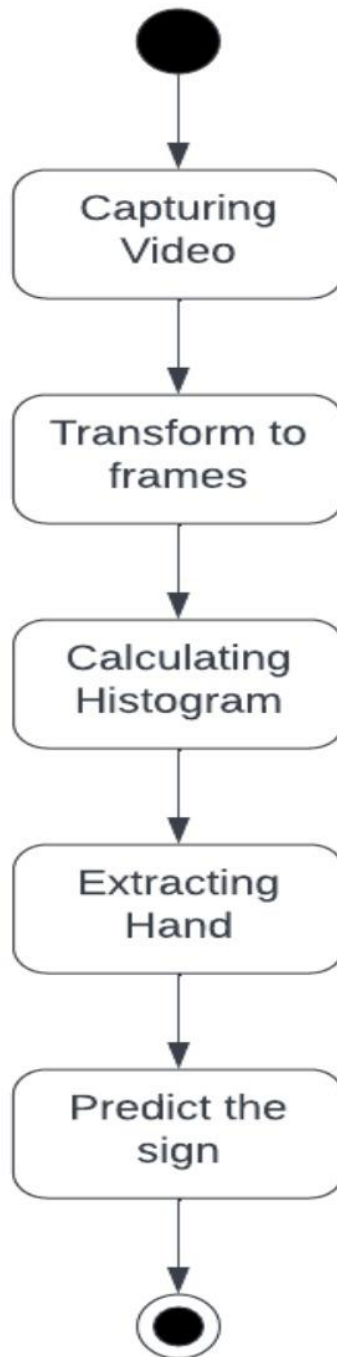 Capturing
Video
Transform to
frames
Calculating
Histogram
Extracting
Hand
Predict the
sign